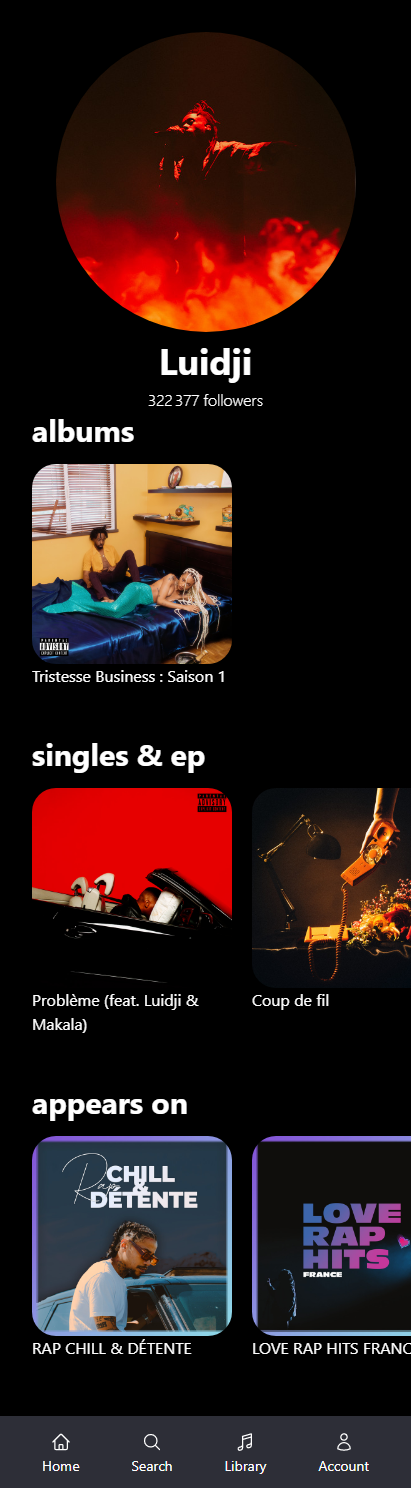 Luidji
322 377 followers
albums
PARENTAL
ADVISORY
EXPLICIT CONTENT
Tristesse Business : Saison 1
singles & ep
PARENTAL
ADVISORY
EXPLICIT CONTENT
Problème (feat. Luidji &
Makala)
Coup de fil
appears on
CHILL
Rap &
DÉTENTE
LOVE
RAP
HITS
FRANCE
RAP CHILL & DÉTENTE
LOVE RAP HITS FRANC
Home
Search
Library
Account